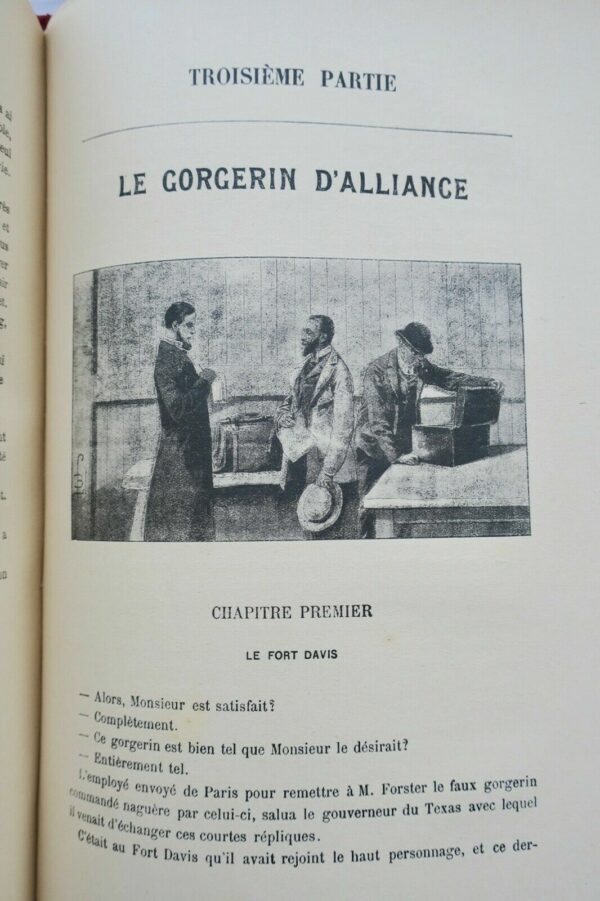 TROISIÈME PARTIE
LE GORGERIN D'ALLIANCE
CHAPITRE PREMIER
LE FORT DAVIS
— Alors, Monsieur est satisfait?
— Complètement.
— Ce gorgerin est bien tel que Monsieur le désirait?
— Entièrement tel.
L'employé envoyé de Paris pour remettre à M. Forster le faux gorgerin
commandé naguère par celui-ci, salua le gouverneur du Texas avec lequel
il venait d'échanger ces courtes répliques.
C'était au Fort Davis qu'il avait rejoint le haut personnage, et ce der-